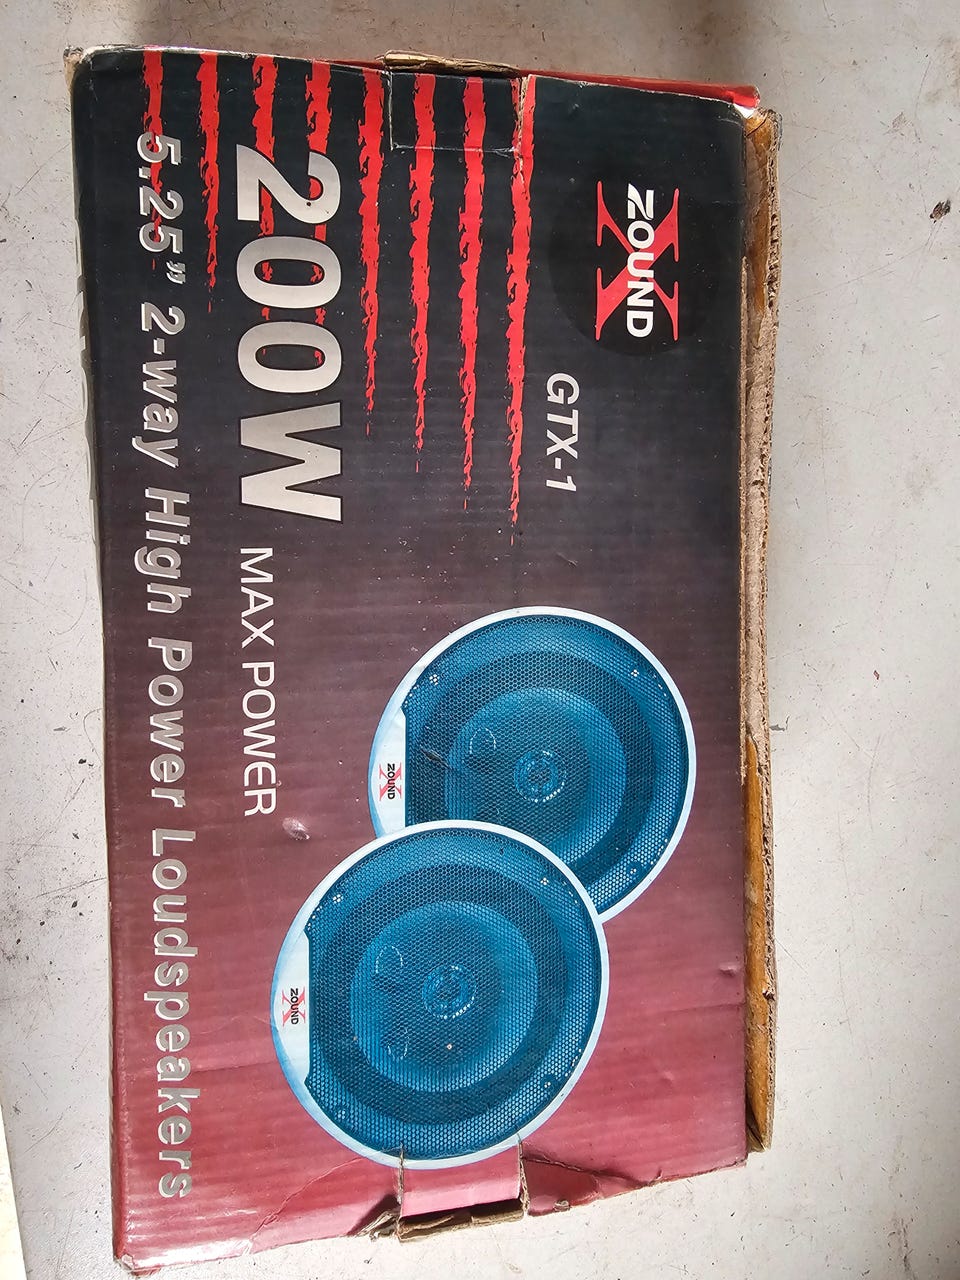 X
ZOUND
GTX-1
200W MAX POWER
5.25" 2-way High Power Loudspeakers
X
ZOUND
X
ZOUND